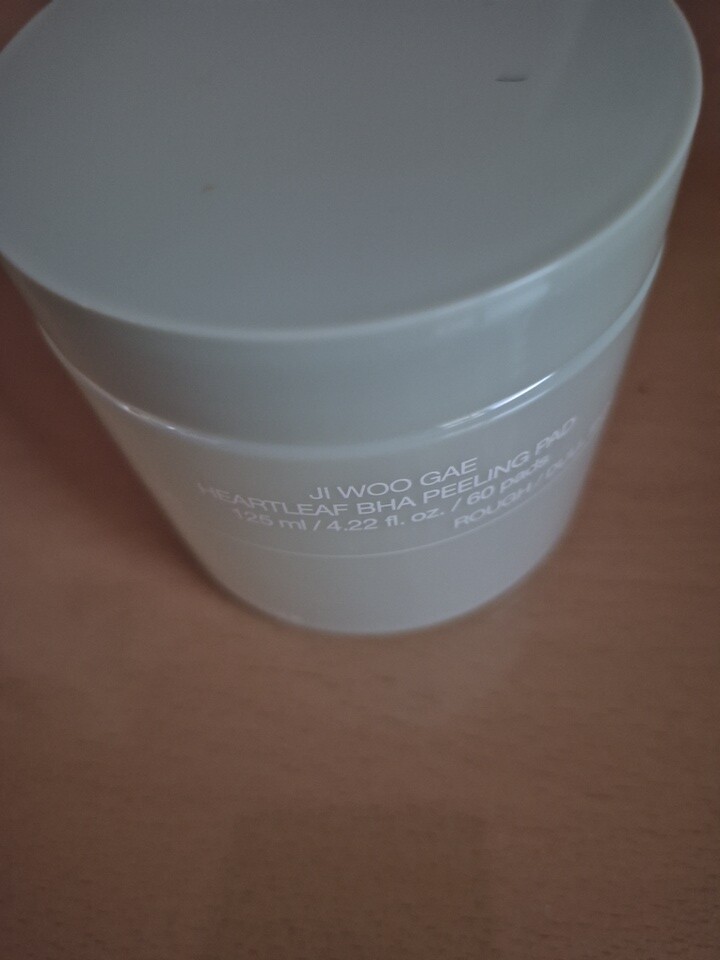 JI WOO GAE
HEARTLEAF BHA PEELING PAD
125 ml / 4.22 fl. oz. / 60 pads
ROUGH /